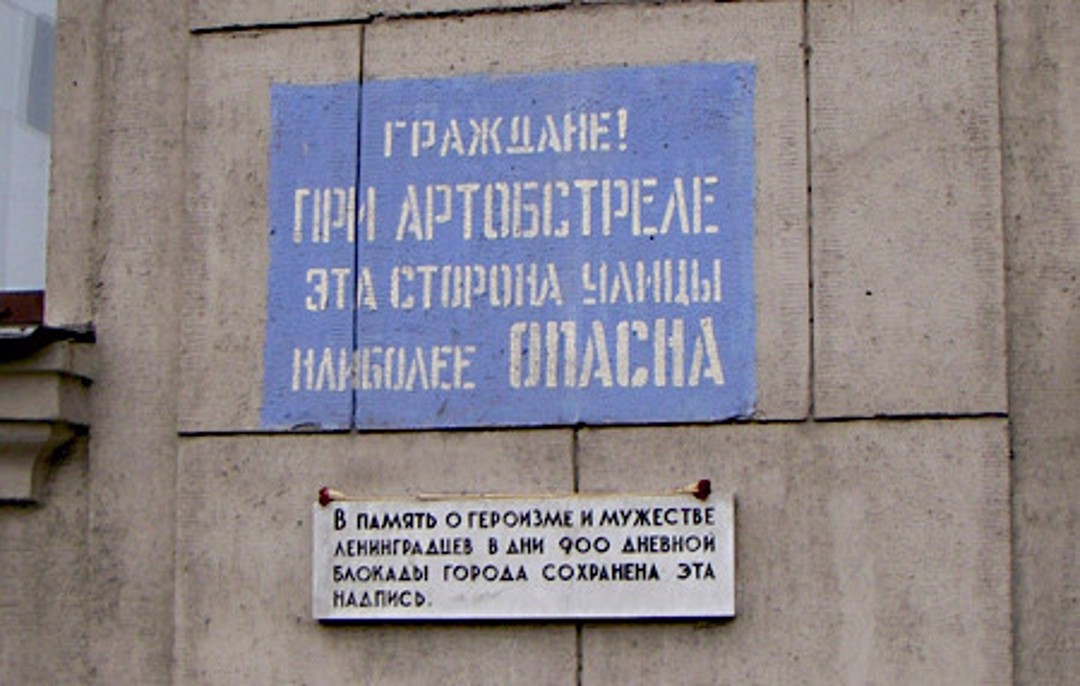 ГРАЖДАНЕ!
ПРИ АРТОБСТРЕЛЕ
ЭТА СТОРОНА УЛИЦЫ
НАИБОЛЕЕ ОПАСНА
В ПАМЯТЬ О ГЕРОИЗМЕ И МУЖЕСТВЕ
ЛЕНИНГРАДЦЕВ В ДНИ 900 ДНЕВНОЙ
БЛОКАДЫ ГОРОДА СОХРАНЕНА ЭТА
НАДПИСЬ.